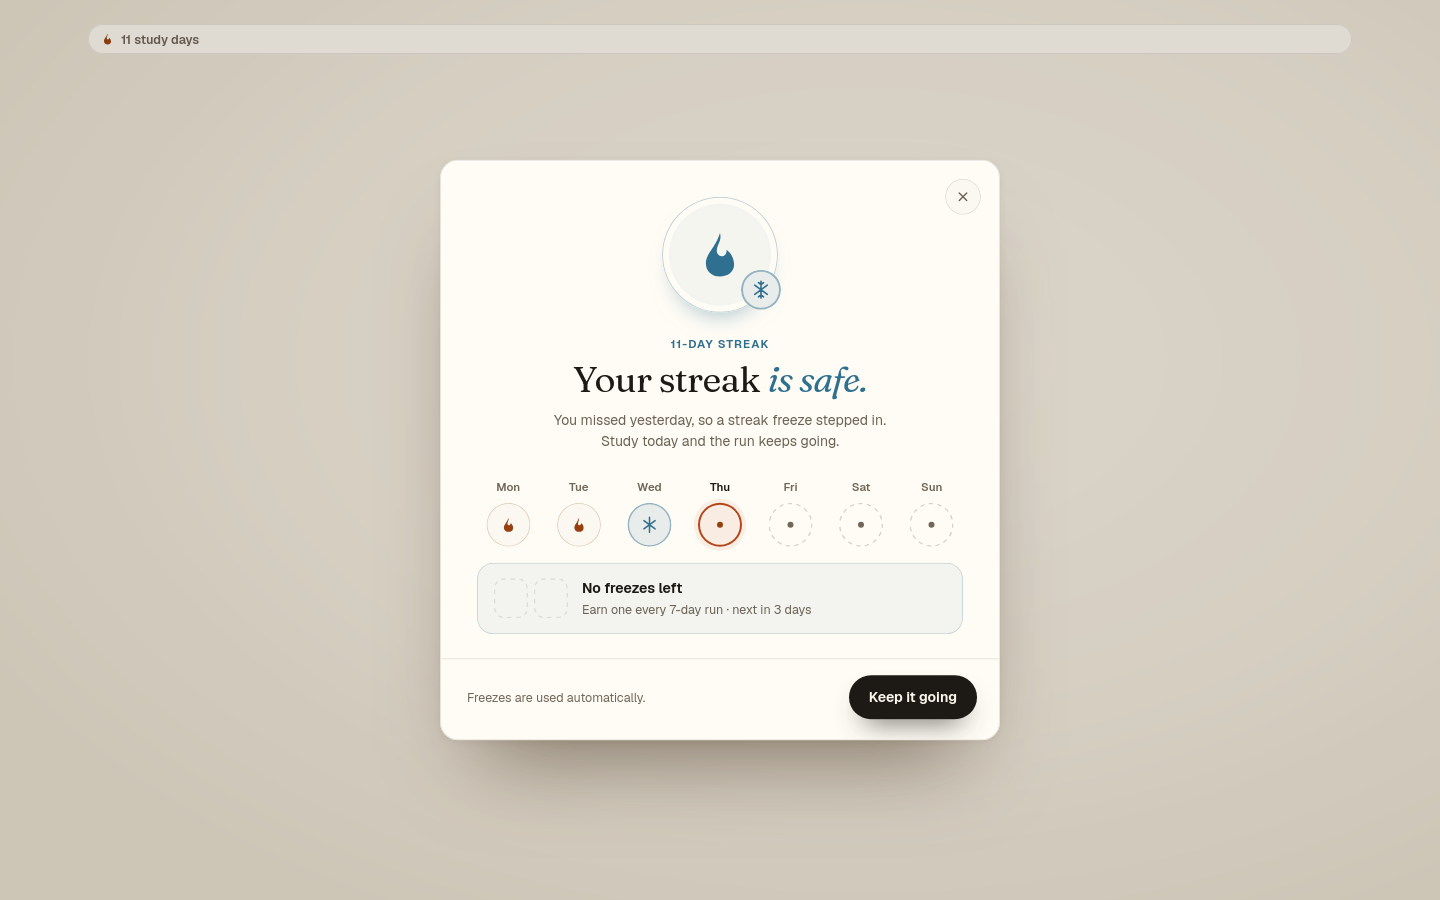 11 study days
11-DAY STREAK
Your streak is safe.
You missed yesterday, so a streak freeze stepped in.
Study today and the run keeps going.
Mon Tue Wed Thu Fri Sat Sun
No freezes left
Earn one every 7-day run · next in 3 days
Freezes are used automatically.
Keep it going